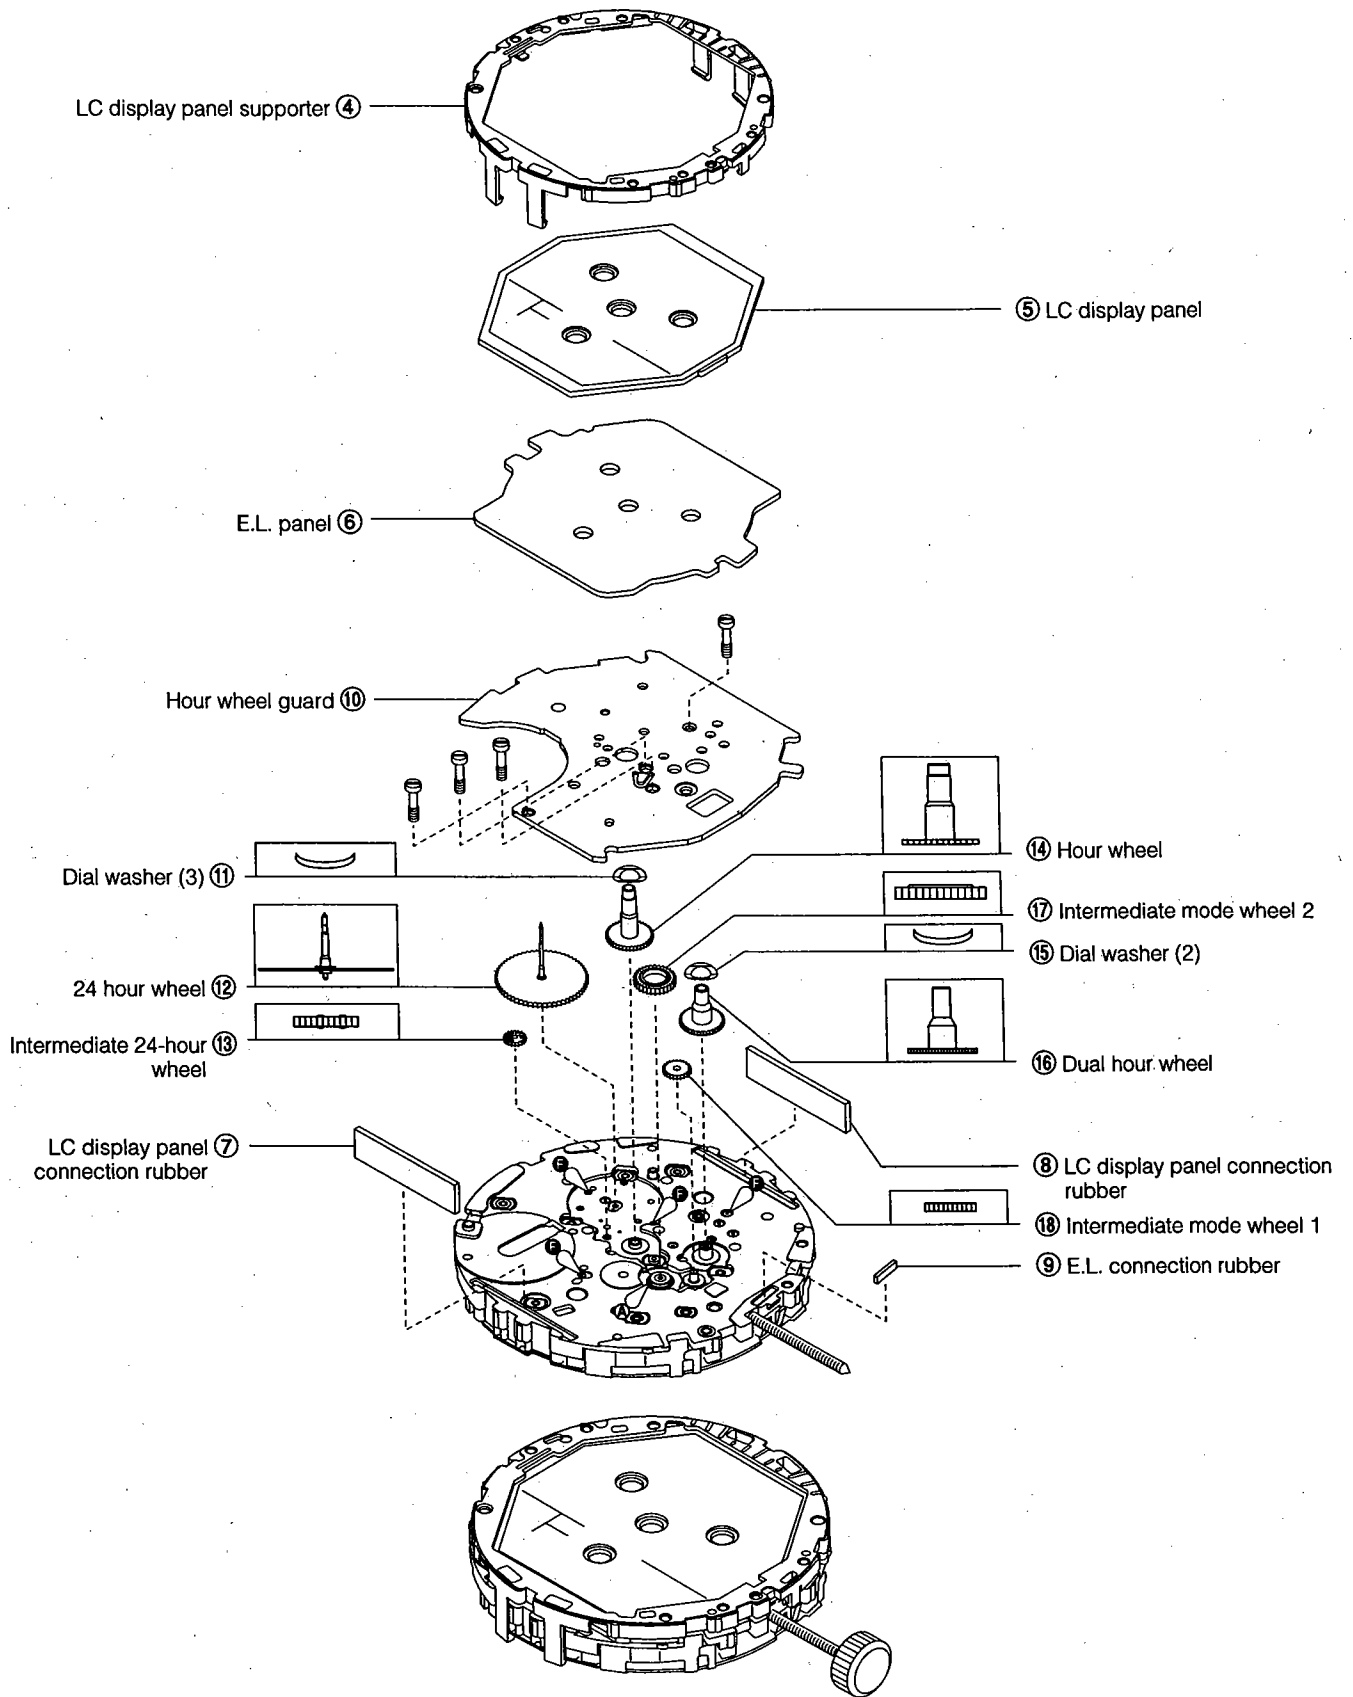 LC display panel supporter ④
⑤ LC display panel
E.L. panel ⑥
Hour wheel guard ⑩
⑭ Hour wheel
Dial washer (3) ⑪
⑰ Intermediate mode wheel 2
⑮ Dial washer (2)
24 hour wheel ⑫
Intermediate 24-hour ⑬
wheel
⑯ Dual hour wheel
LC display panel ⑦
connection rubber
⑧ LC display panel connection
rubber
⑱ Intermediate mode wheel 1
⑨ E.L. connection rubber
A